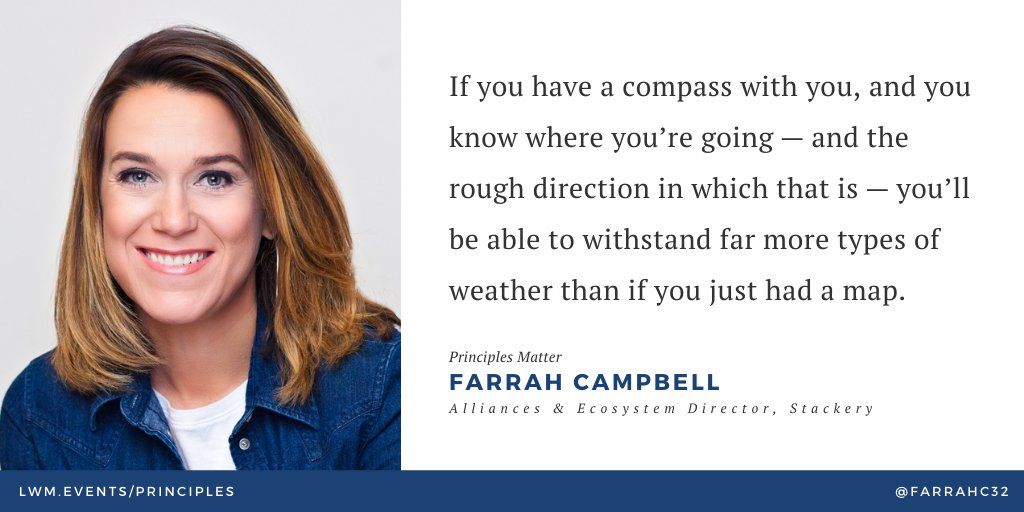 If you have a compass with you, and you
know where you’re going — and the
rough direction in which that is — you’ll
be able to withstand far more types of
weather than if you just had a map.
Principles Matter
FARRAH CAMPBELL
Alliances & Ecosystem Director, Stackery
LWM.EVENTS/PRINCIPLES
@FARRAHC32